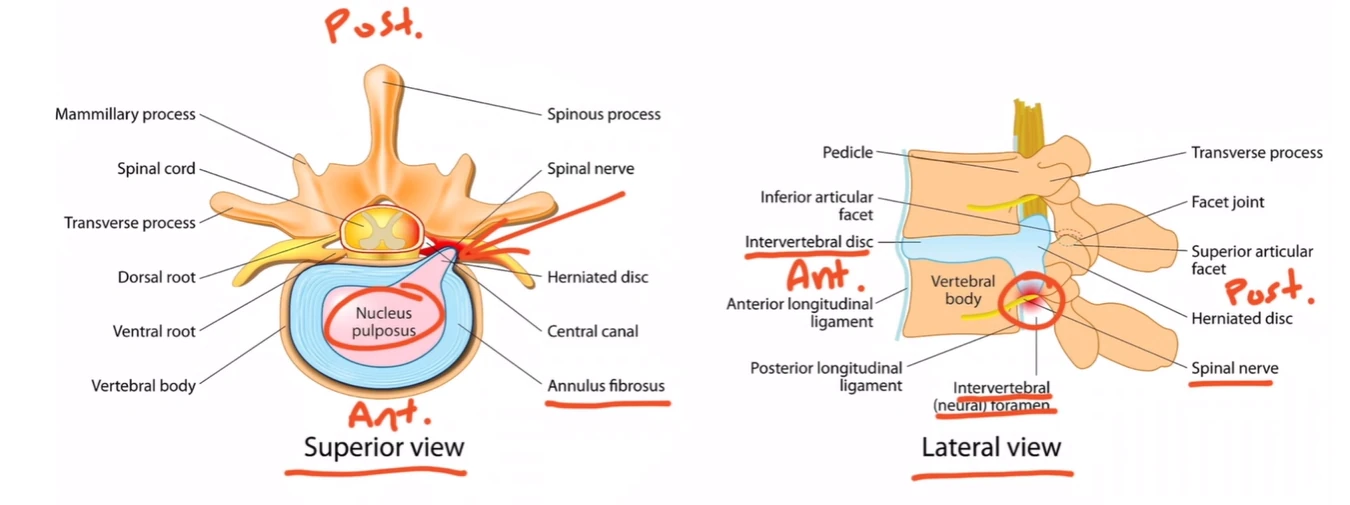 Post.
Mammillary process
Spinal cord
Transverse process
Dorsal root
Ventral root
Vertebral body
Spinous process
Spinal nerve
Herniated disc
Central canal
Annulus fibrosus
Nucleus
pulposus
Ant.
Superior view
Pedicle
Inferior articular
facet
Intervertebral disc
Ant.
Anterior longitudinal
ligament
Posterior longitudinal
ligament
Vertebral
body
Intervertebral
(neural) foramen
Transverse process
Facet joint
Superior articular
facet
Post.
Herniated disc
Spinal nerve
Lateral view